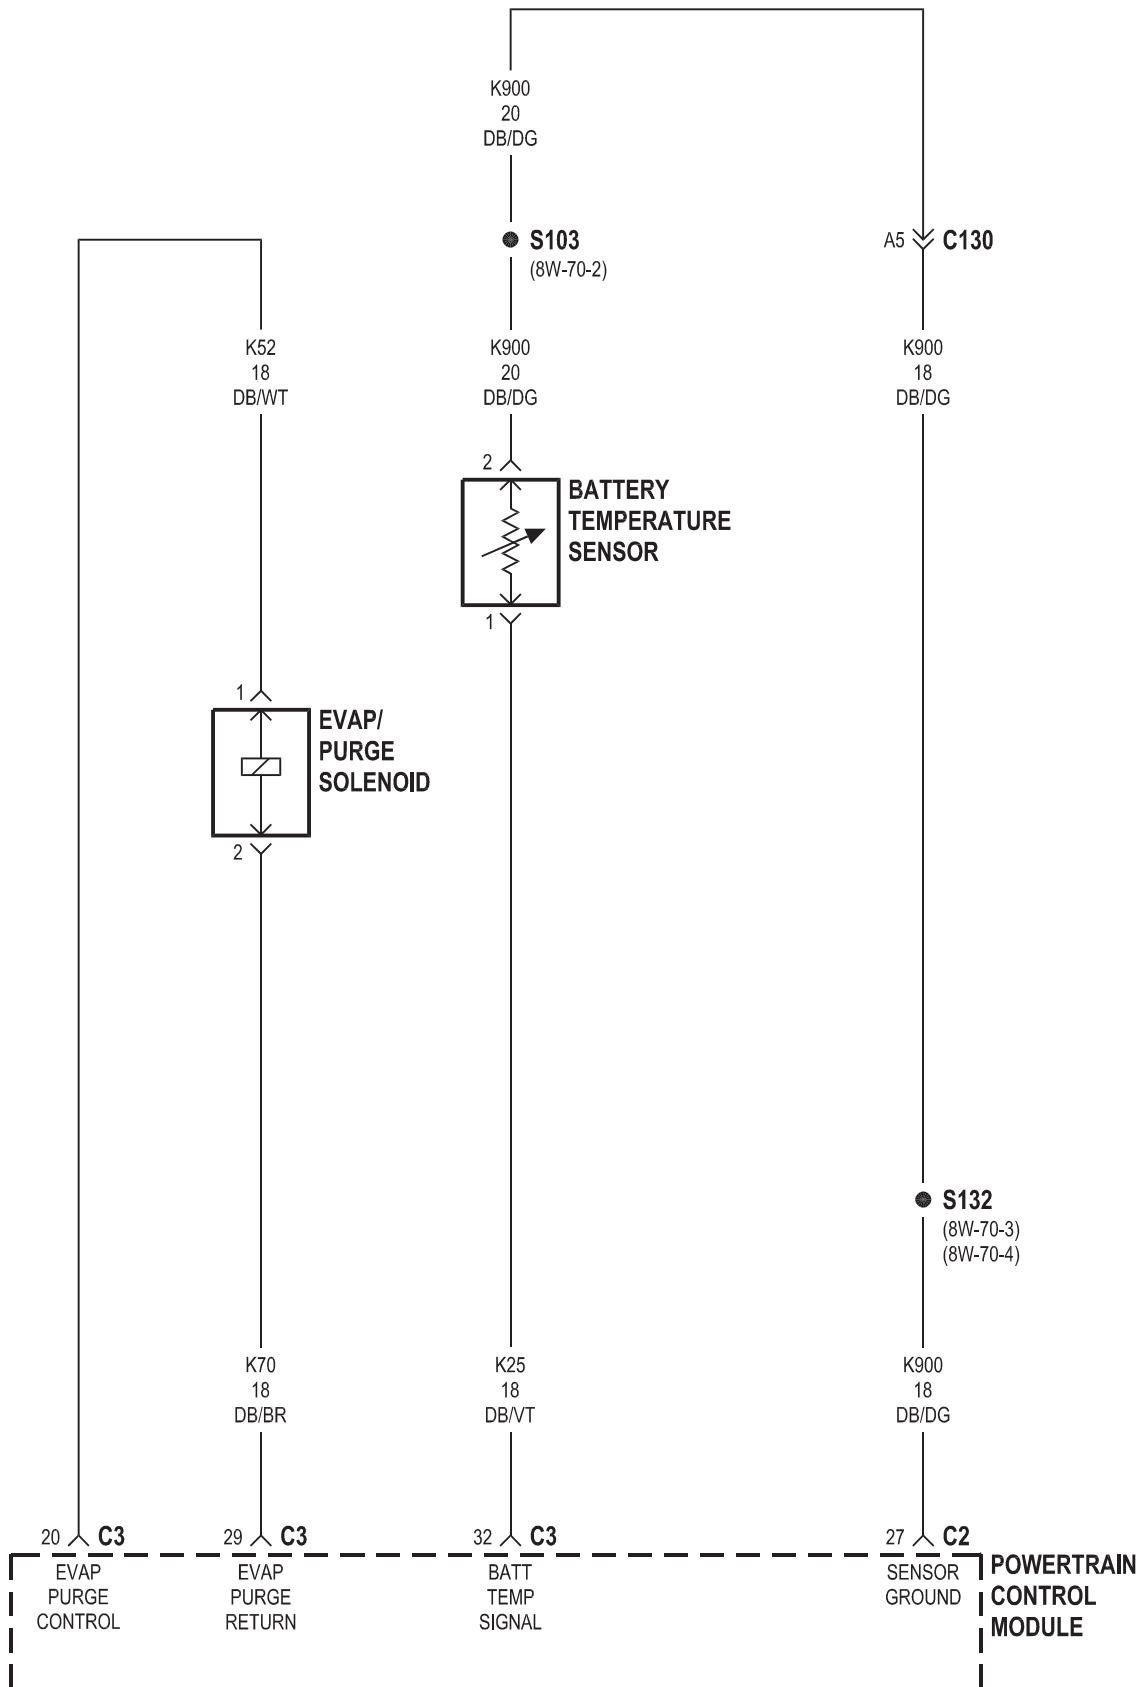 K900
20
DB/DG
S103
(8W-70-2)
A5
C130
K52
18
DB/WT
K900
20
DB/DG
K900
18
DB/DG
2
BATTERY
TEMPERATURE
SENSOR
1
1
EVAP/
PURGE
SOLENOID
2
S132
(8W-70-3)
(8W-70-4)
K70
18
DB/BR
K25
18
DB/VT
K900
18
DB/DG
20
C3
29
C3
32
C3
27
C2
EVAP
PURGE
CONTROL
EVAP
PURGE
RETURN
BATT
TEMP
SIGNAL
SENSOR
GROUND
POWERTRAIN
CONTROL
MODULE